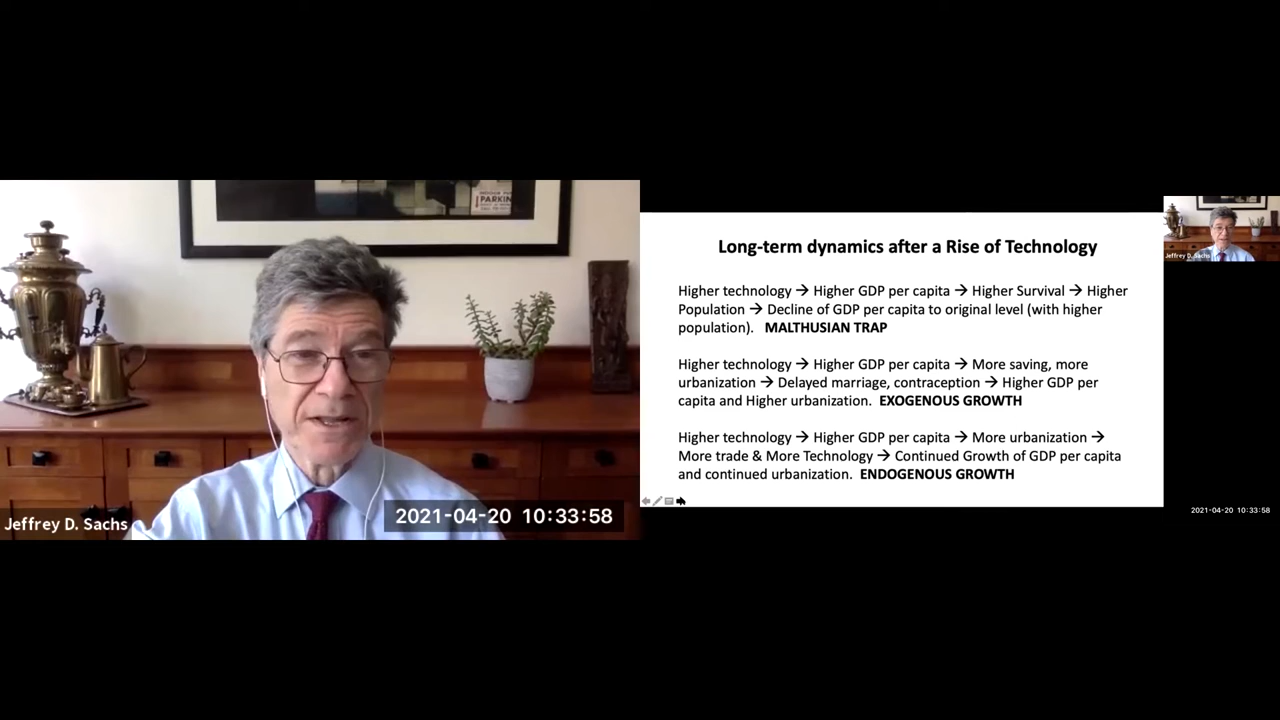 PARKIN
Jeffrey D. Sachs
2021-04-20 10:33:58
Long-term dynamics after a Rise of Technology
Higher technology → Higher GDP per capita → Higher Survival → Higher
Population → Decline of GDP per capita to original level (with higher
population). MALTHUSIAN TRAP
Higher technology → Higher GDP per capita → More saving, more
urbanization → Delayed marriage, contraception → Higher GDP per
capita and Higher urbanization. EXOGENOUS GROWTH
Higher technology → Higher GDP per capita → More urbanization →
More trade & More Technology → Continued Growth of GDP per capita
and continued urbanization. ENDOGENOUS GROWTH
Jeffrey D. Sachs
2021-04-20 10:33:58